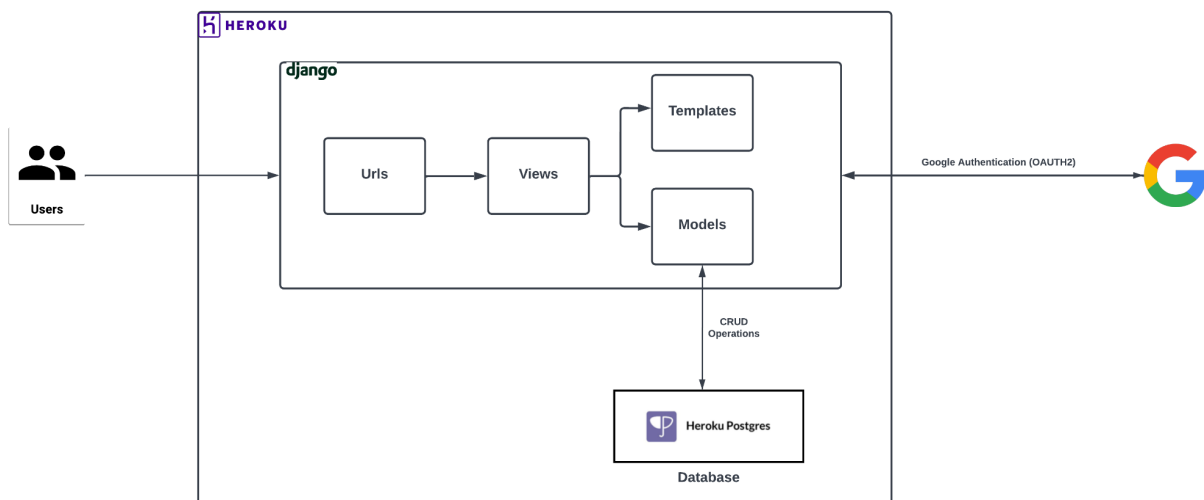 HEROKU
django
Templates
Urls
Views
Google Authentication (OAUTH2)
Users
Models
CRUD
Operations
Heroku Postgres
Database